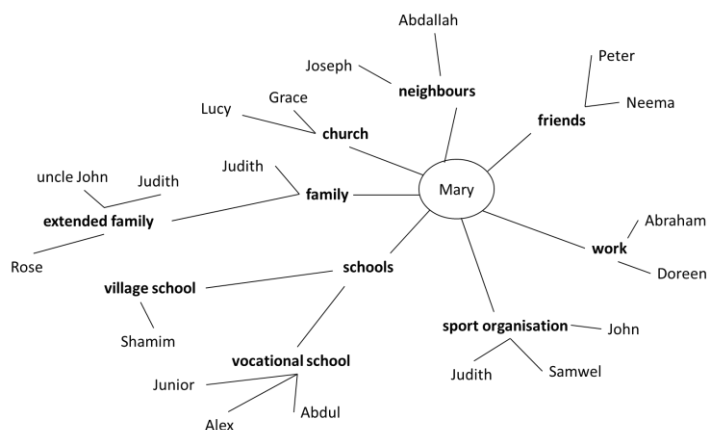 Abdallah
Peter
Joseph
neighbours
Grace
Neema
Lucy
friends
church
Judith
uncle John
Judith
Mary
family
extended family
Abraham
work
Rose
schools
Doreen
village school
sport organisation
John
Shamim
vocational school
Judith
Samwel
Junior
Abdul
Alex